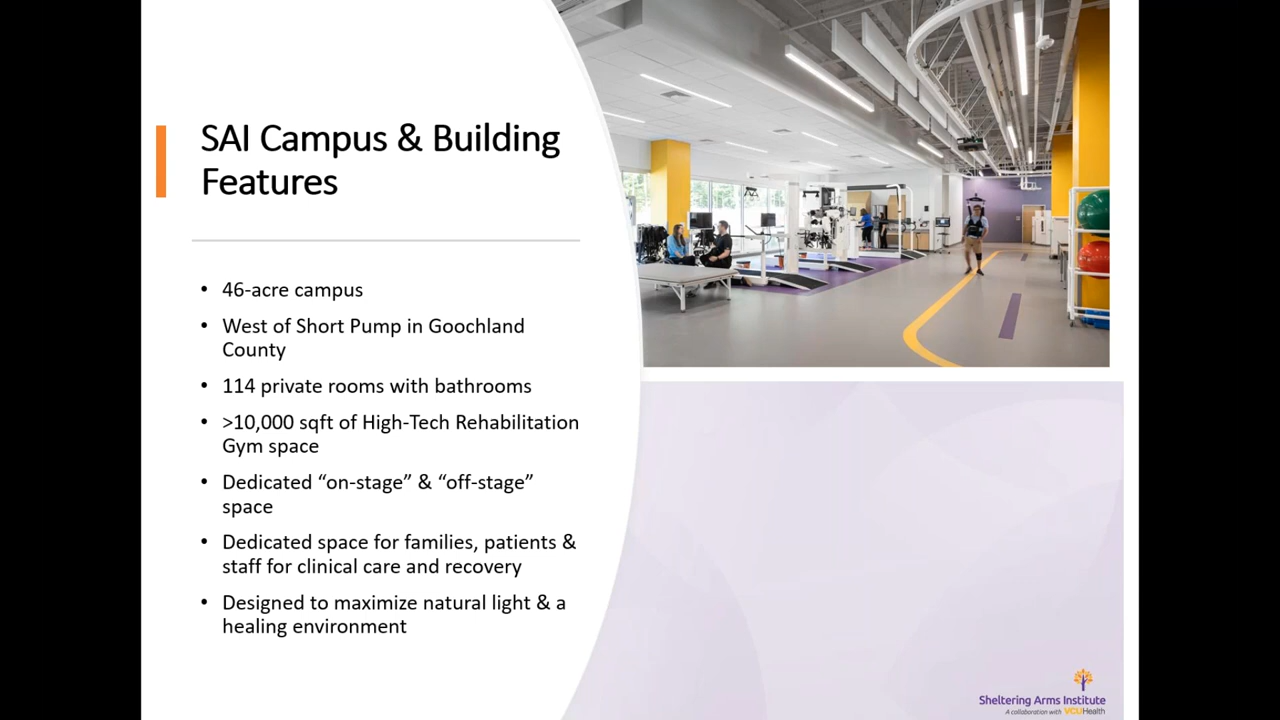 SAI Campus & Building
Features
• 46-acre campus
• West of Short Pump in Goochland
County
• 114 private rooms with bathrooms
• >10,000 sqft of High-Tech Rehabilitation
Gym space
• Dedicated “on-stage” & “off-stage”
space
• Dedicated space for families, patients &
staff for clinical care and recovery
• Designed to maximize natural light & a
healing environment
Sheltering Arms Institute
A collaboration with VCUHealth